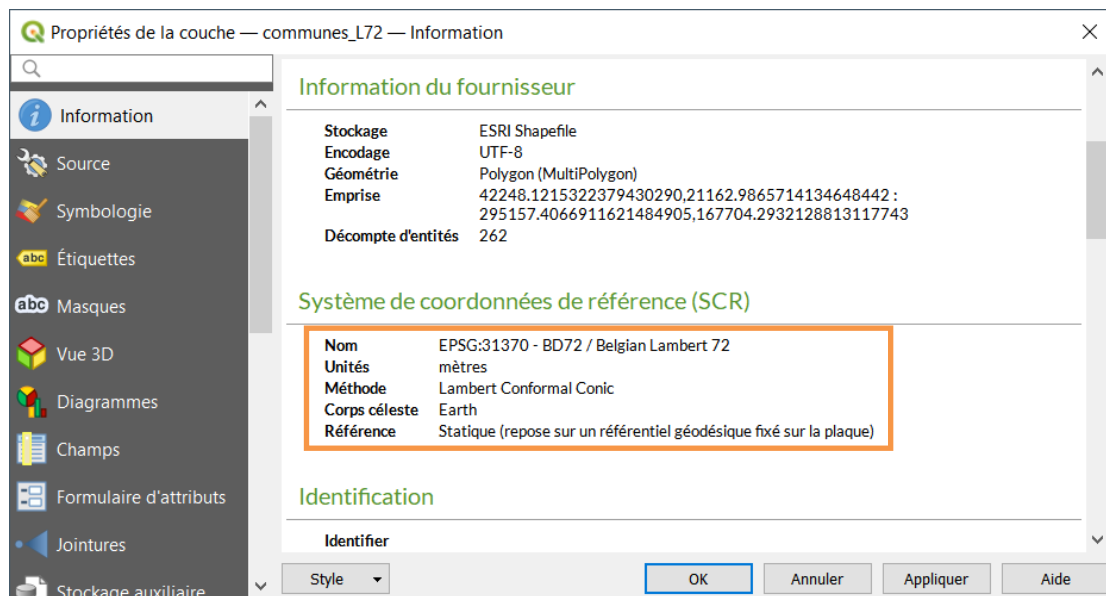 Propriétés de la couche — communes_L72 — Information
Information
Source
Symbologie
abc Étiquettes
abc Masques
Vue 3D
Diagrammes
Champs
Formulaire d'attributs
Jointures
Stockage auxiliaire
Information du fournisseur
Stockage ESRI Shapefile
Encodage UTF-8
Géométrie Polygon (MultiPolygon)
Emprise 42248.1215322379430290,21162.9865714134648442 :
295157.4066911621484905,167704.2932128813117743
Décompte d'entités 262
Système de coordonnées de référence (SCR)
Nom EPSG:31370 - BD72 / Belgian Lambert 72
Unités mètres
Méthode Lambert Conformal Conic
Corps céleste Earth
Référence Statique (repose sur un référentiel géodésique fixé sur la plaque)
Identification
Identifier
Style OK Annuler Appliquer Aide